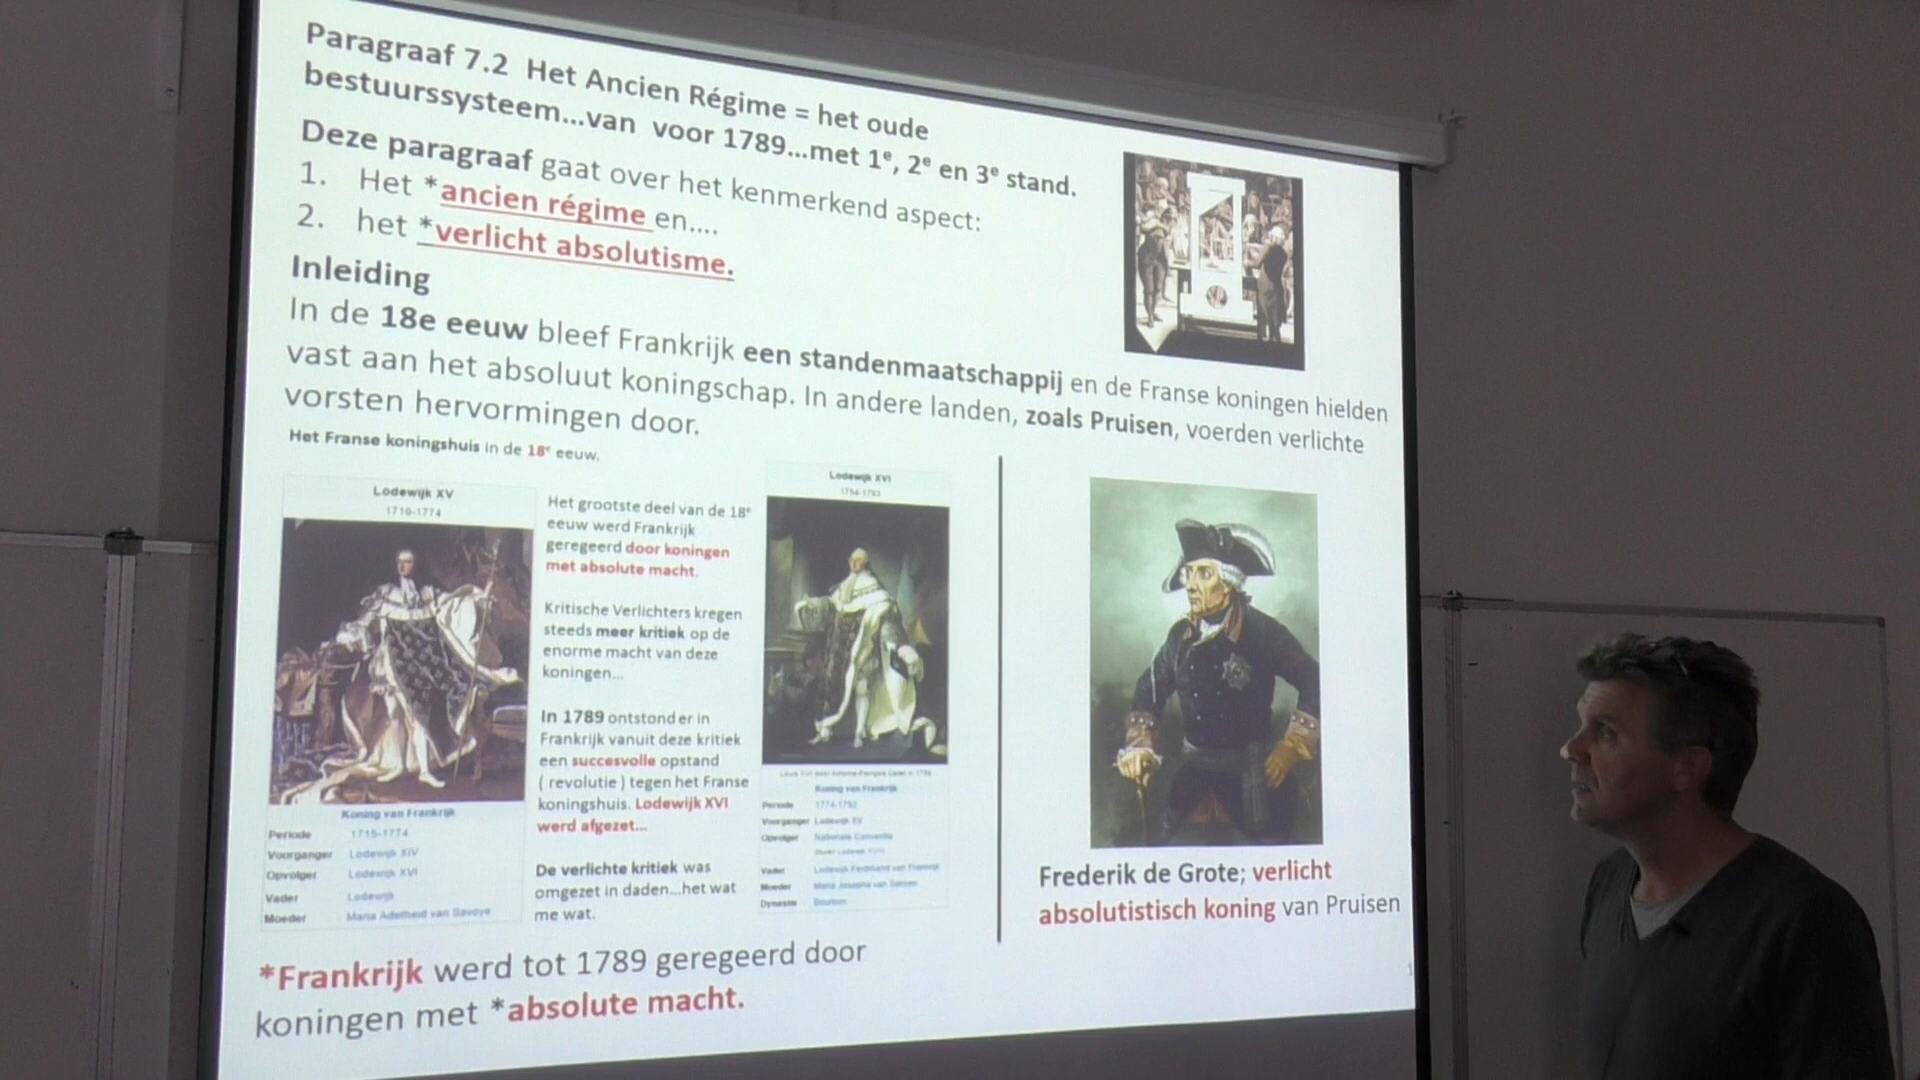 Paragraaf 7.2 Het Ancien Régime = het oude
bestuurssysteem...van voor 1789...met 1e, 2e en 3e stand.
Deze paragraaf gaat over het kenmerkend aspect:
1. Het *ancien régime en....
2. het *verlicht absolutisme.
Inleiding
In de 18e eeuw bleef Frankrijk een standenmaatschappij en de Franse koningen hielden
vast aan het absoluut koningschap. In andere landen, zoals Pruisen, voerden verlichte
vorsten hervormingen door.
Het Franse koningshuis in de 18e eeuw.
Lodewijk XV
1710-1774
Koning van Frankrijk
Periode 1715-1774
Voorganger Lodewijk XIV
Opvolger Lodewijk XVI
Vader Lodewijk
Moeder Maria Adelheid van Savoye
Het grootste deel van de 18e
eeuw werd Frankrijk
geregeerd door koningen
met absolute macht.
Kritische Verlichters kregen
steeds meer kritiek op de
enorme macht van deze
koningen...
In 1789 ontstond er in
Frankrijk vanuit deze kritiek
een succesvolle opstand
( revolutie ) tegen het Franse
koningshuis. Lodewijk XVI
werd afgezet...
De verlichte kritiek was
omgezet in daden...het wat
me wat.
Lodewijk XVI
1754-1793
Koning van Frankrijk
Periode 1774-1792
Voorganger Lodewijk XV
Opvolger Nationale Conventie
Vader Lodewijk Ferdinand van Frankrijk
Moeder Maria Josepha van Saksen
Dynastie Bourbon
Frederik de Grote; verlicht
absolutistisch koning van Pruisen
*Frankrijk werd tot 1789 geregeerd door
koningen met *absolute macht.
1